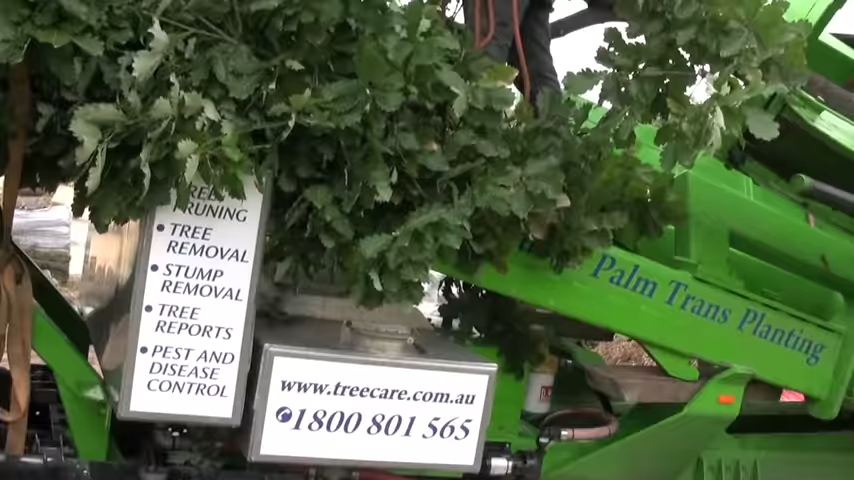 PRUNING
• TREE
REMOVAL
• STUMP
REMOVAL
• TREE
REPORTS
• PEST AND
DISEASE
CONTROL
www.treecare.com.au
1800 801 565
Palm Trans Planting